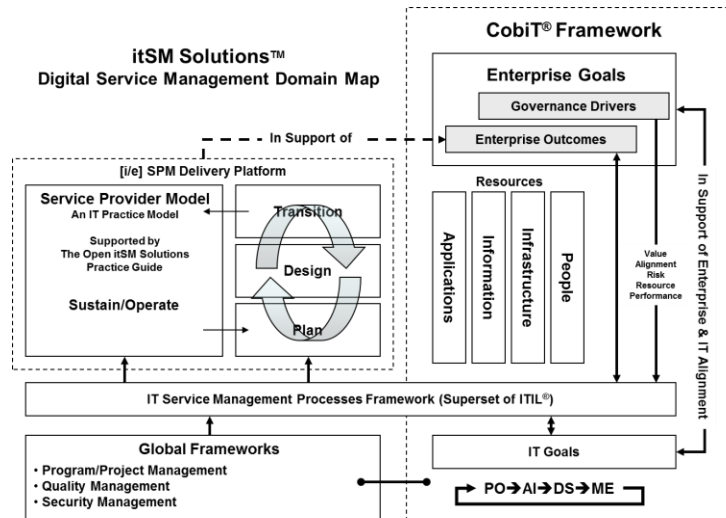 itSM Solutions™
Digital Service Management Domain Map
CobiT® Framework
Enterprise Goals
Governance Drivers
Enterprise Outcomes
In Support of
[i/e] SPM Delivery Platform
Service Provider Model
An IT Practice Model
Supported by
The Open itSM Solutions
Practice Guide
Sustain/Operate
Transition
Design
Plan
Resources
Applications
Information
Infrastructure
People
Value
Alignment
Risk
Resource
Performance
In Support of Enterprise & IT Alignment
IT Service Management Processes Framework (Superset of ITIL®)
Global Frameworks
• Program/Project Management
• Quality Management
• Security Management
IT Goals
PO➔AI➔DS➔ME